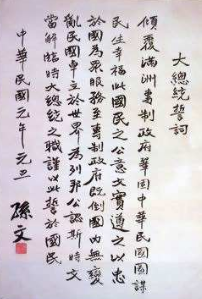 大總統誓詞
傾覆滿洲專制政府鞏固中華民國圖謀
民生幸福此國民之公意文實遵之以忠
於國為眾服務至專制政府既倒國內無變
亂民國卓立於世界為列邦公認斯時文
當解臨時大總統之職謹以此誓於國民
中華民國元年元旦
孫文